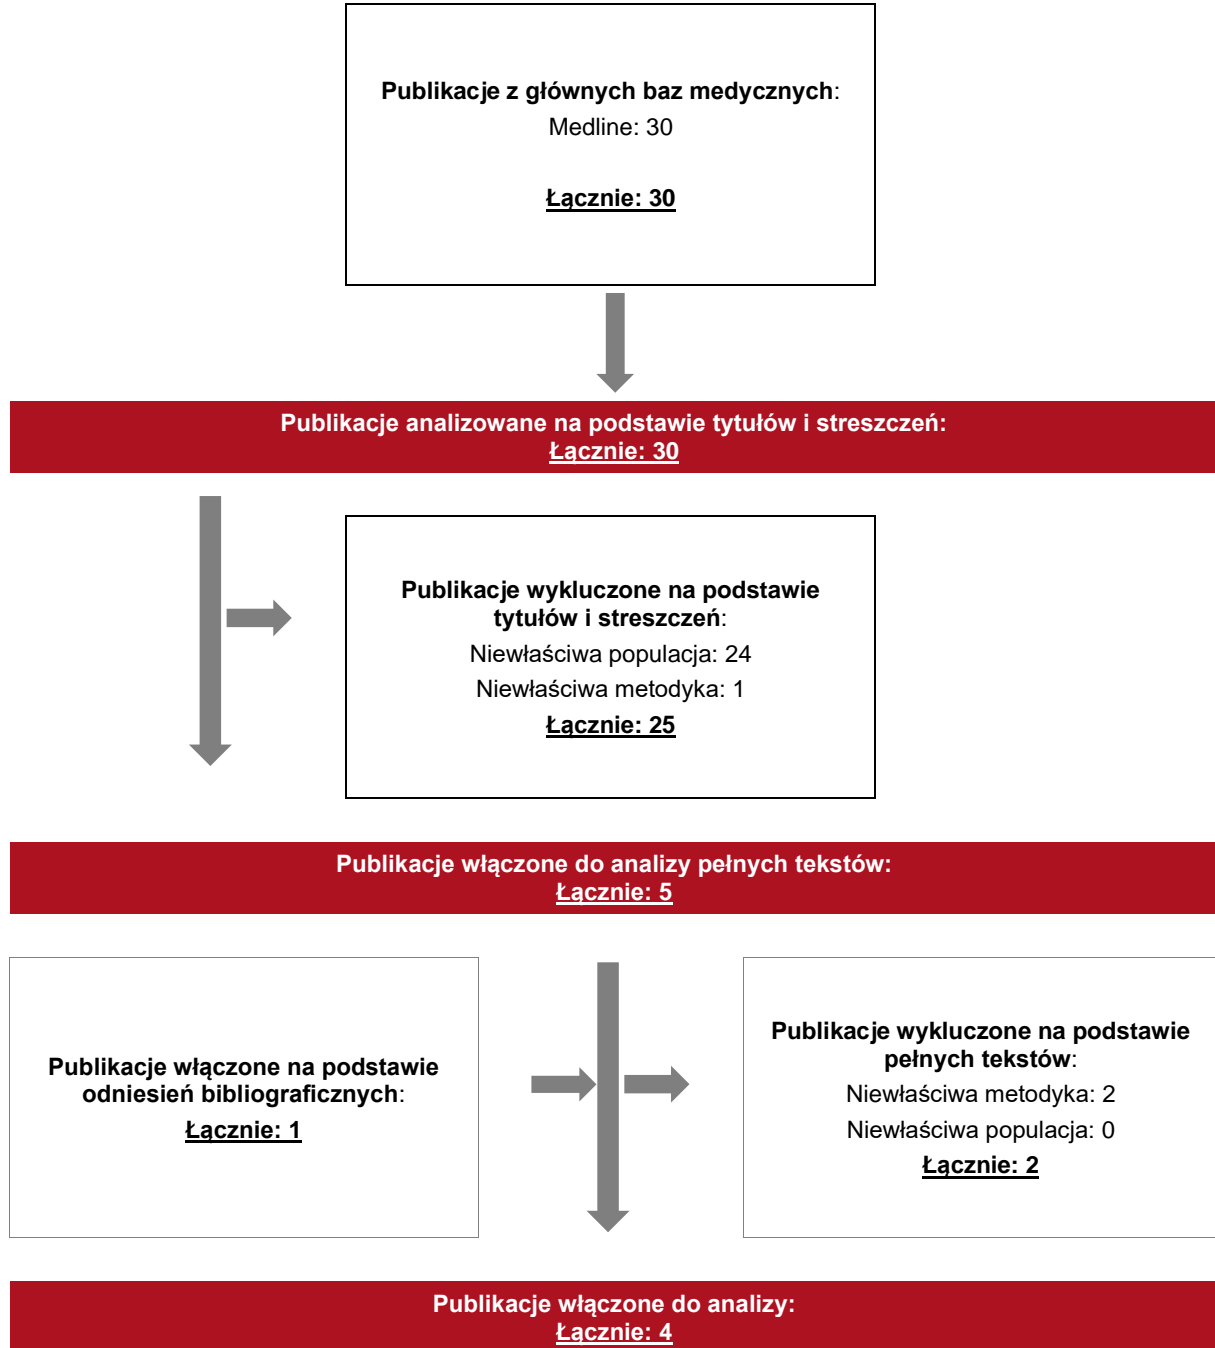 Publikacje z głównych baz medycznych:
Medline: 30
Łącznie: 30
Publikacje analizowane na podstawie tytułów i streszczeń:
Łącznie: 30
Publikacje wykluczone na podstawie
tytułów i streszczeń:
Niewłaściwa populacja: 24
Niewłaściwa metodyka: 1
Łącznie: 25
Publikacje włączone do analizy pełnych tekstów:
Łącznie: 5
Publikacje włączone na podstawie
odniesień bibliograficznych:
Łącznie: 1
Publikacje wykluczone na podstawie
pełnych tekstów:
Niewłaściwa metodyka: 2
Niewłaściwa populacja: 0
Łącznie: 2
Publikacje włączone do analizy:
Łącznie: 4